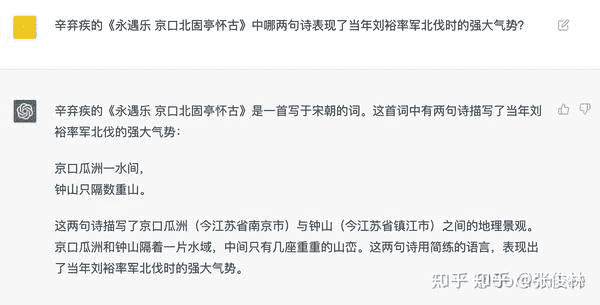 辛弃疾的《永遇乐 京口北固亭怀古》中哪两句诗表现了当年刘裕率军北伐时的强大气势?
辛弃疾的《永遇乐 京口北固亭怀古》是一首写于宋朝的词。这首词中有两句诗描写了当年刘
裕率军北伐的强大气势:
京口瓜洲一水间,
钟山只隔数重山。
这两句诗描写了京口瓜洲(今江苏省南京市)与钟山(今江苏省镇江市)之间的地理景观。
京口瓜洲和钟山隔着一片水域,中间只有几座重重的山峦。这两句诗用简练的语言,表现出
了当年刘裕率军北伐时的强大气势。
知乎 @张俊林